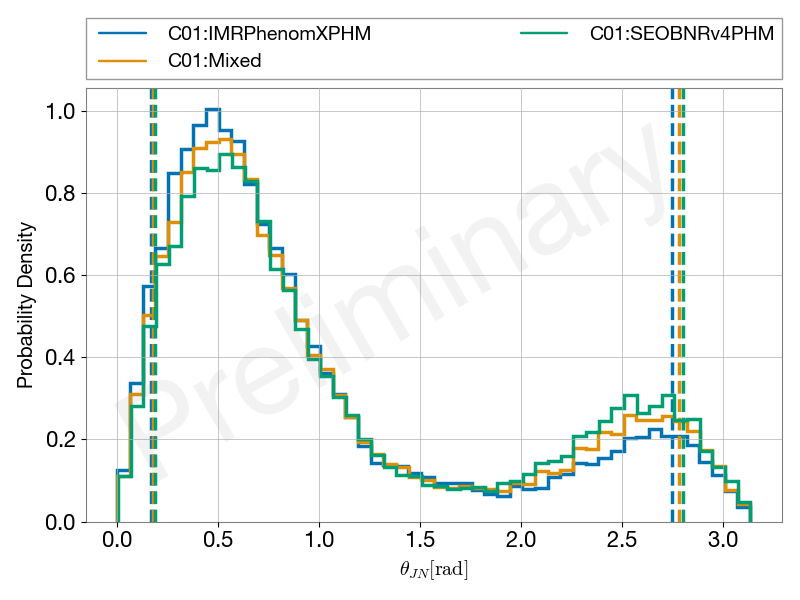 C01:IMRPhenomXPHM C01:SEOBNRv4PHM
C01:Mixed
Probability Density
1.0
0.8
0.6
0.4
0.2
0.0
Preliminary
0.0 0.5 1.0 1.5 2.0 2.5 3.0
θ_JN[rad]